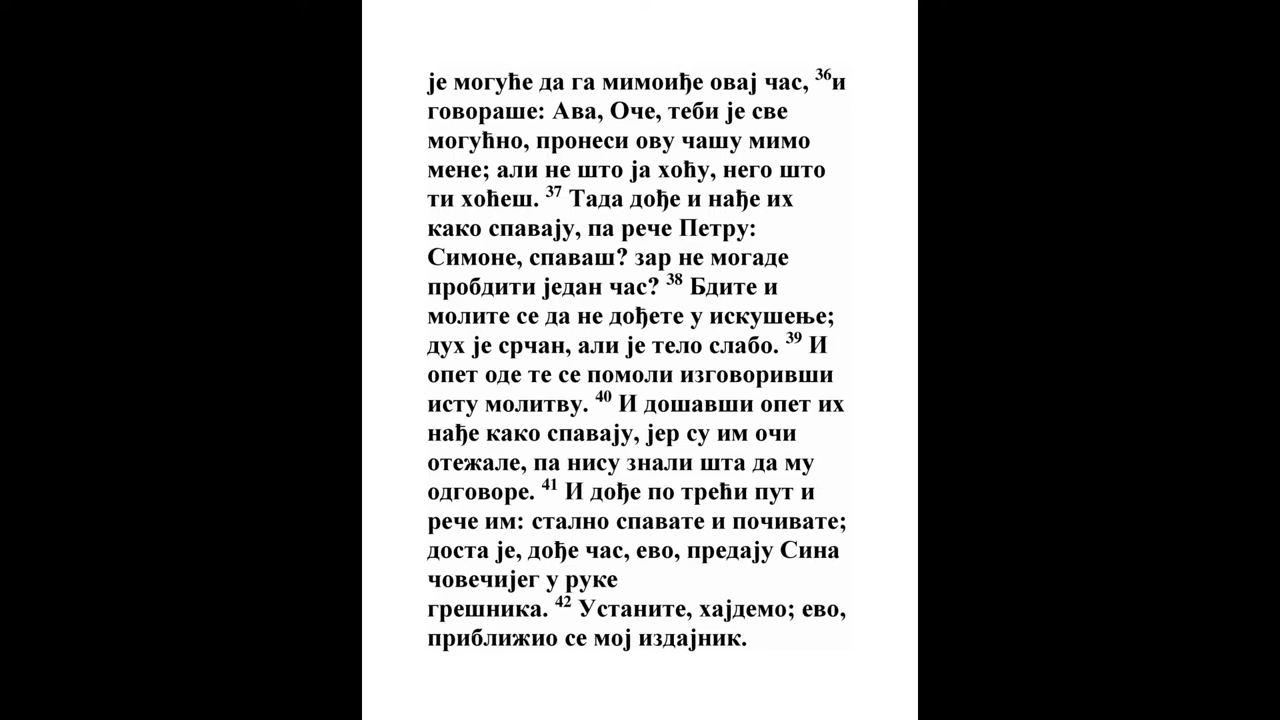 је могуће да га мимоиђе овај час, ³⁶и
говораше: Ава, Оче, теби је све
могућно, пронеси ову чашу мимо
мене; али не што ја хоћу, него што
ти хоћеш. ³⁷ Тада дође и нађе их
како спавају, па рече Петру:
Симоне, спаваш? зар не могаде
пробдити један час? ³⁸ Бдите и
молите се да не дођете у искушење;
дух је срчан, али је тело слабо. ³⁹ И
опет оде те се помоли изговоривши
исту молитву. ⁴⁰ И дошавши опет их
нађе како спавају, јер су им очи
отежале, па нису знали шта да му
одговоре. ⁴¹ И дође по трећи пут и
рече им: стално спавате и почивате;
доста је, дође час, ево, предају Сина
човечијег у руке
грешника. ⁴² Устаните, хајдемо; ево,
приближио се мој издајник.